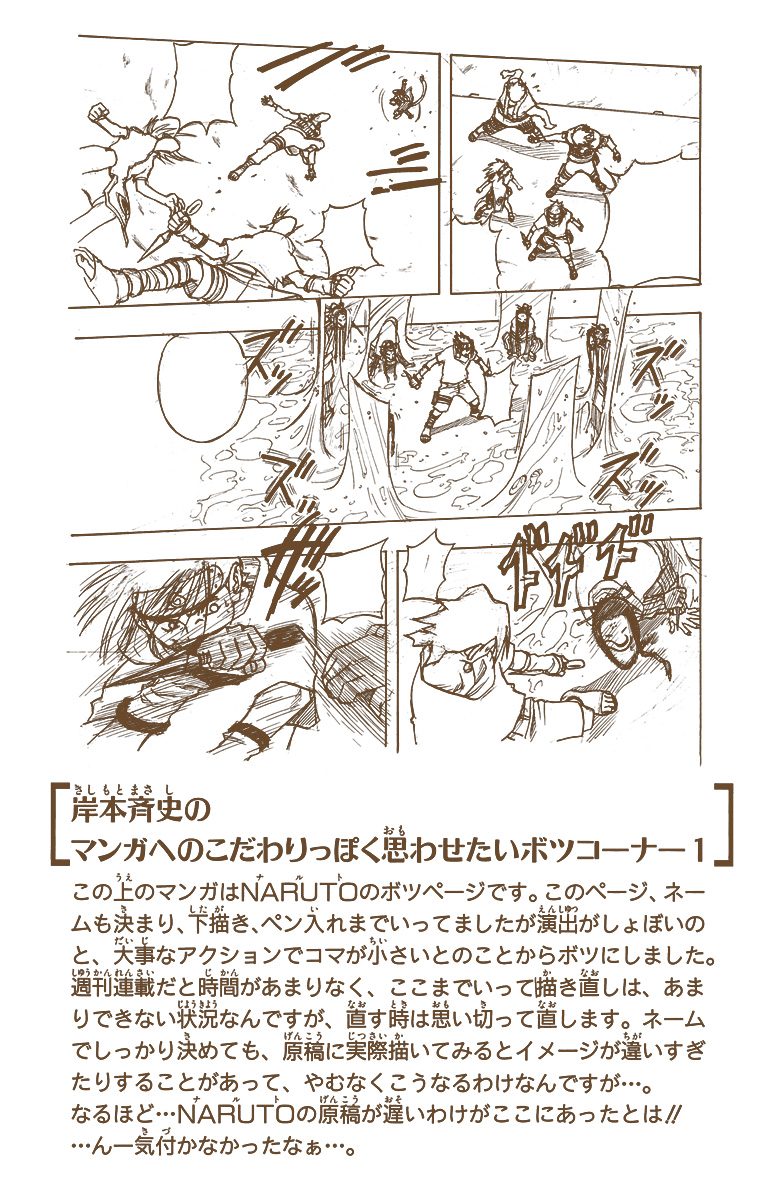 ズズ
ズズ
ズズ
ズズ
ドドド
岸本斉史の
マンガへのこだわりっぽく思わせたいボツコーナー1
この上のマンガはNARUTOのボツページです。このページ、ネー
ムも決まり、下描き、ペン入れまでいってましたが演出がしょぼいの
と、大事なアクションでコマが小さいとのことからボツにしました。
週刊連載だと時間があまりなく、ここまでいって描き直しは、あま
りできない状況なんですが、直す時は思い切って直します。ネーム
でしっかり決めても、原稿に実際描いてみるとイメージが違いすぎ
たりすることがあって、やむなくこうなるわけなんですが…。
なるほど…NARUTOの原稿が遅いわけがここにあったとは!!
…んー気付かなかったなぁ…。